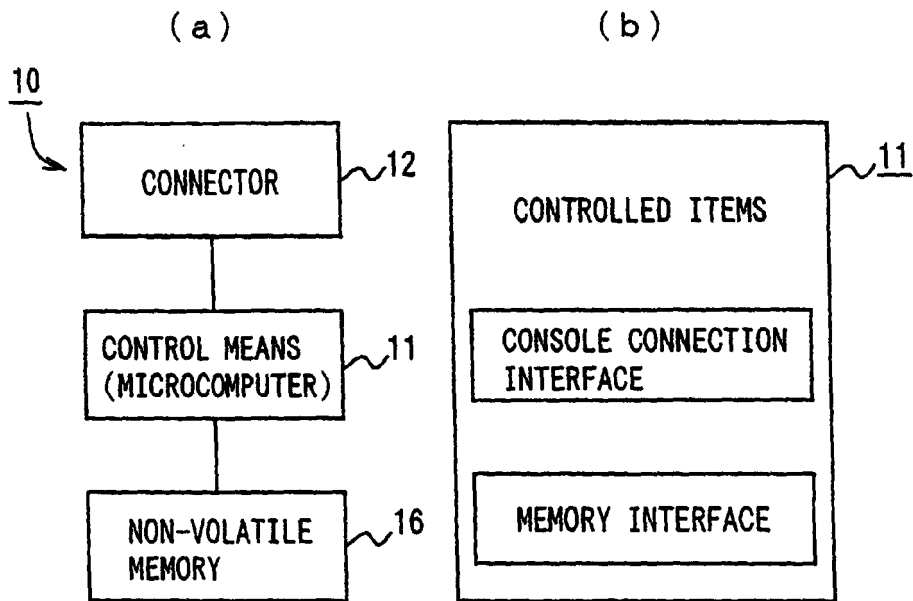 (a)
10
CONNECTOR
12
CONTROL MEANS
(MICROCOMPUTER)
11
NON-VOLATILE
MEMORY
16
(b)
11
CONTROLLED ITEMS
CONSOLE CONNECTION
INTERFACE
MEMORY INTERFACE